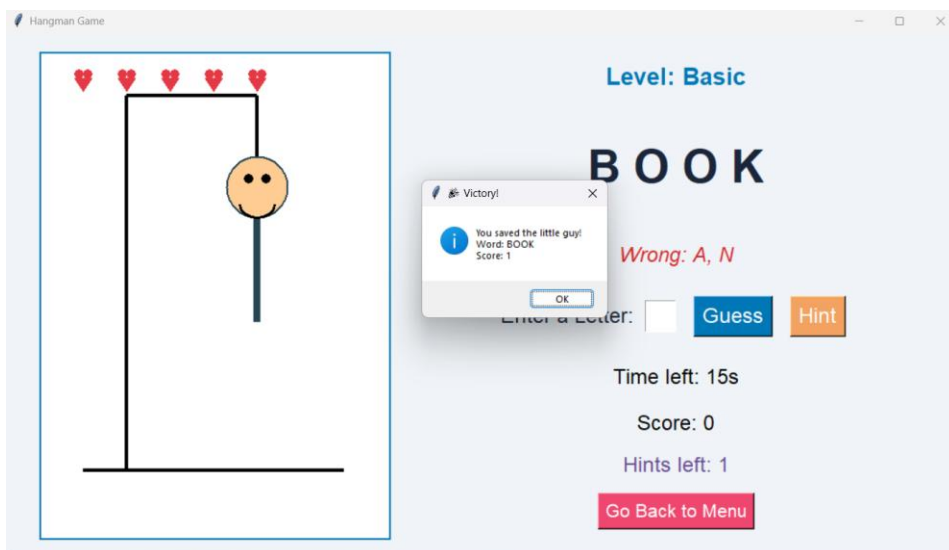 Hangman Game
Level: Basic
B O O K
Victory!
You saved the little guy!
Word: BOOK
Score: 1
OK
Wrong: A, N
Enter a Letter:
Guess
Hint
Time left: 15s
Score: 0
Hints left: 1
Go Back to Menu